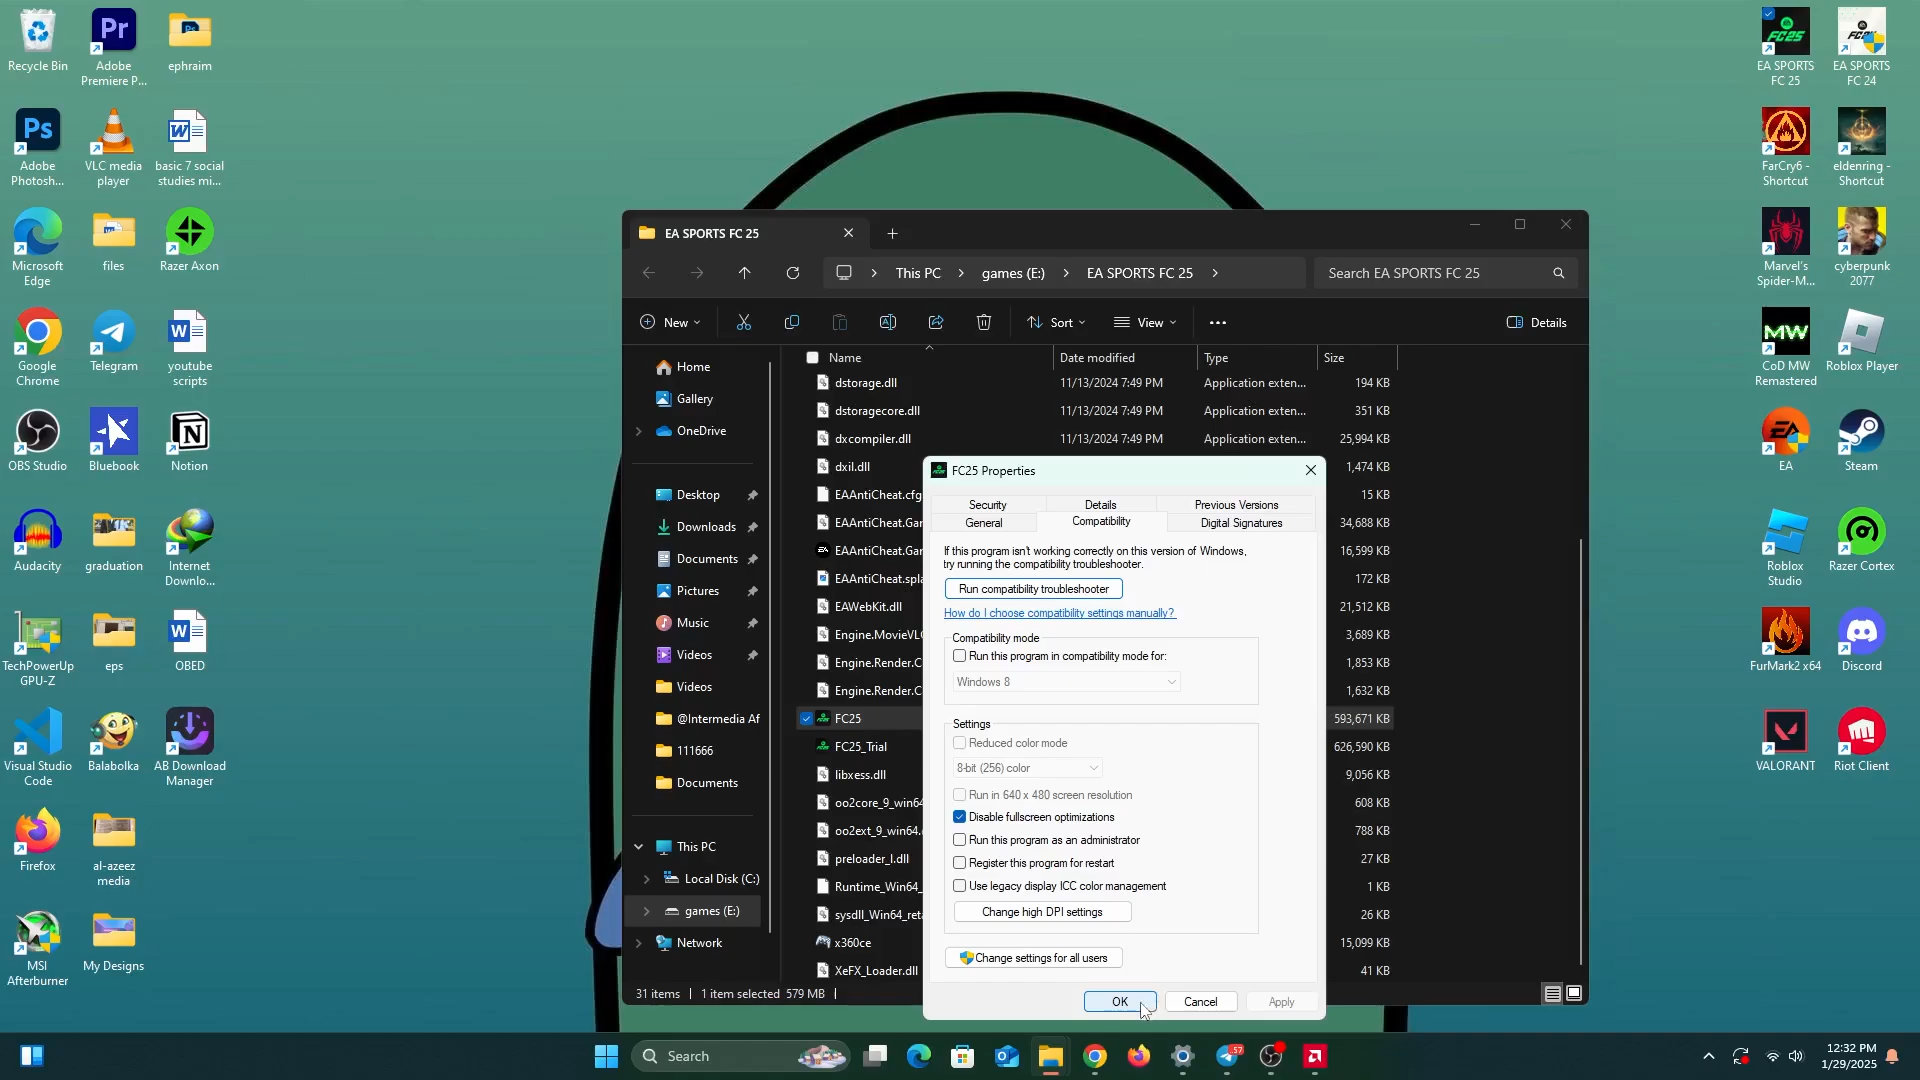 Recycle Bin
Adobe
Premiere P...
ephraim
Adobe
Photosh...
VLC media
player
basic 7 social
studies mi...
Microsoft
Edge
files
Razer Axon
Google
Chrome
Telegram
youtube
scripts
OBS Studio
Bluebook
Notion
Audacity
graduation
Internet
Downlo...
TechPowerUp
GPU-Z
eps
OBED
Visual Studio
Code
Balabolka
AB Download
Manager
Firefox
al-azeez
media
MSI
Afterburner
My Designs
EA SPORTS FC 25
This PC
games (E:)
EA SPORTS FC 25
Search EA SPORTS FC 25
New
Sort
View
Details
Home
Gallery
OneDrive
Desktop
Downloads
Documents
Pictures
Music
Videos
Videos
@Intermedia Af
111666
Documents
This PC
Local Disk (C:)
games (E:)
Network
Name
Date modified
Type
Size
dstorage.dll 11/13/2024 7:49 PM Application exten... 194 KB
dstoragecore.dll 11/13/2024 7:49 PM Application exten... 351 KB
dxcompiler.dll 11/13/2024 7:49 PM Application exten... 25,994 KB
dxil.dll 1,474 KB
EAAntiCheat.cfg 15 KB
EAAntiCheat.Gar 34,688 KB
EAAntiCheat.Gar 16,599 KB
EAAntiCheat.spla 172 KB
EAWebKit.dll 21,512 KB
Engine.MovieVL 3,689 KB
Engine.Render.C 1,853 KB
Engine.Render.C 1,632 KB
FC25 593,671 KB
FC25_Trial 626,590 KB
libxess.dll 9,056 KB
oo2core_9_win64 608 KB
oo2ext_9_win64. 788 KB
preloader_l.dll 27 KB
Runtime_Win64_ 1 KB
sysdll_Win64_reta 26 KB
x360ce 15,099 KB
XeFX_Loader.dll 41 KB
31 items
1 item selected 579 MB
FC25 Properties
Security
Details
Previous Versions
General
Compatibility
Digital Signatures
If this program isn't working correctly on this version of Windows,
try running the compatibility troubleshooter.
Run compatibility troubleshooter
How do I choose compatibility settings manually?
Compatibility mode
Run this program in compatibility mode for:
Windows 8
Settings
Reduced color mode
8-bit (256) color
Run in 640 x 480 screen resolution
Disable fullscreen optimizations
Run this program as an administrator
Register this program for restart
Use legacy display ICC color management
Change high DPI settings
Change settings for all users
OK
Cancel
Apply
EA SPORTS
FC 25
EA SPORTS
FC 24
FarCry6 -
Shortcut
eldenring -
Shortcut
Marvel's
Spider-M...
cyberpunk
2077
CoD MW
Remastered
Roblox Player
EA
Steam
Roblox
Studio
Razer Cortex
FurMark2 x64
Discord
VALORANT
Riot Client
Search
57
12:32 PM
1/29/2025